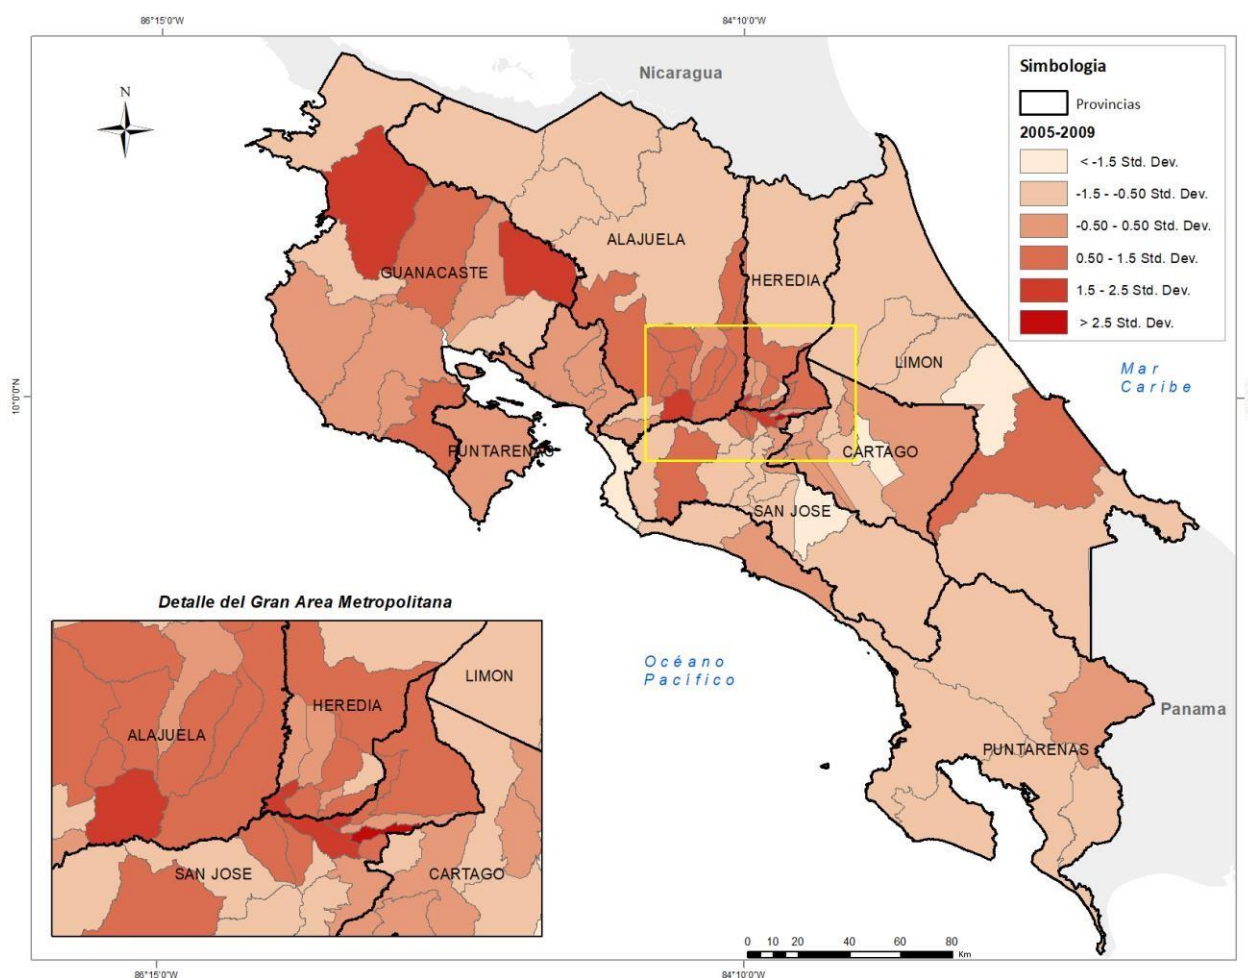 86°15'0"W
84°10'0"W
Nicaragua
Simbologia
Provincias
2005-2009
< -1.5 Std. Dev.
-1.5 - -0.50 Std. Dev.
-0.50 - 0.50 Std. Dev.
0.50 - 1.5 Std. Dev.
1.5 - 2.5 Std. Dev.
> 2.5 Std. Dev.
N
ALAJUELA
GUANACASTE
HEREDIA
LIMON
Mar
Caribe
10°0'0"N
PUNTARENAS
CARTAGO
SAN JOSE
Detalle del Gran Area Metropolitana
LIMON
HEREDIA
ALAJUELA
SAN JOSE
CARTAGO
Océano
Pacífico
Panama
PUNTARENAS
0 10 20 40 60 80
Km
86°15'0"W
84°10'0"W